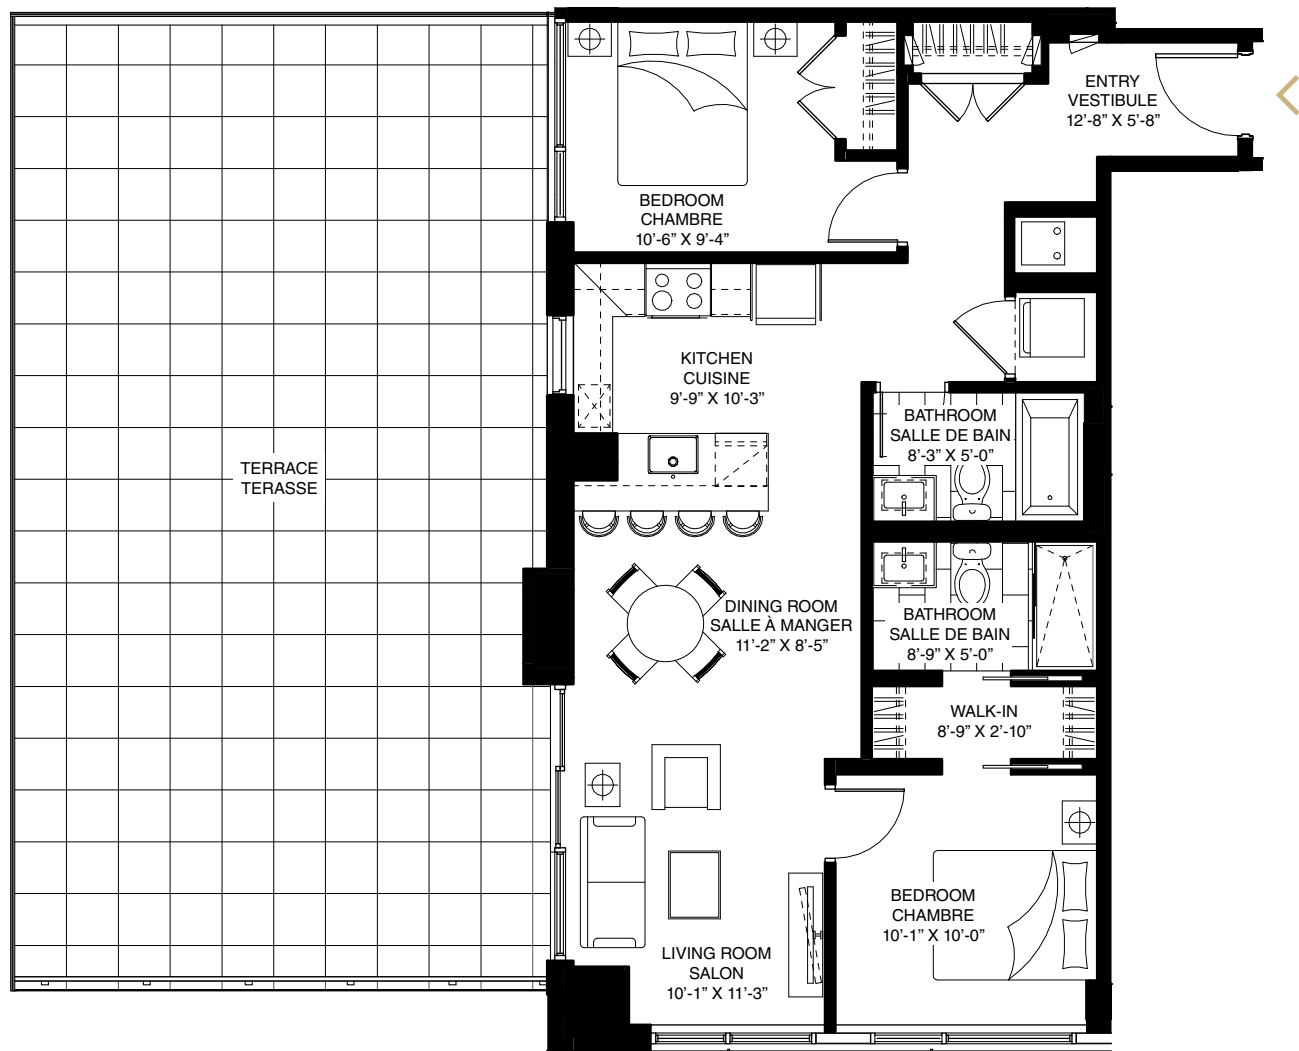 ENTRY
VESTIBULE
12'-8" X 5'-8"
BEDROOM
CHAMBRE
10'-6" X 9'-4"
KITCHEN
CUISINE
9'-9" X 10'-3"
BATHROOM
SALLE DE BAIN
8'-3" X 5'-0"
TERRACE
TERASSE
DINING ROOM
SALLE À MANGER
11'-2" X 8'-5"
BATHROOM
SALLE DE BAIN
8'-9" X 5'-0"
WALK-IN
8'-9" X 2'-10"
BEDROOM
CHAMBRE
10'-1" X 10'-0"
LIVING ROOM
SALON
10'-1" X 11'-3"